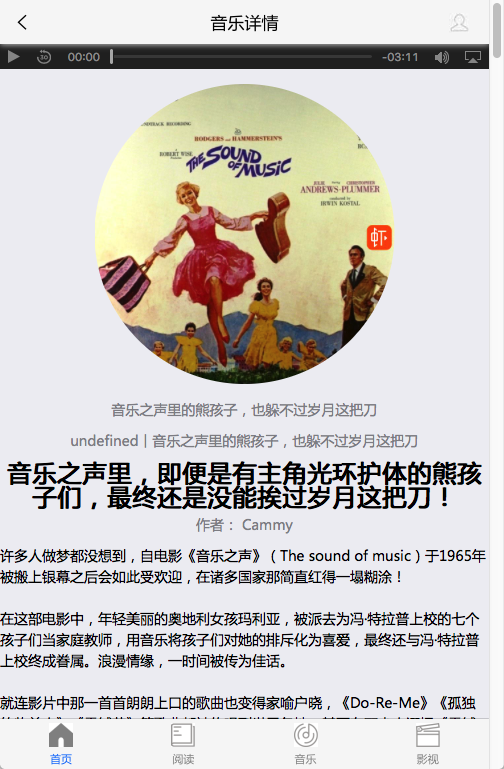 音乐详情
30
00:00
-03:11
SOUNDTRACK RECORDING
RODGERS AND HAMMERSTEIN'S
ROBERT WISE
THE SOUND
OF MUSIC
JULIE
CHRISTOPHER
ANDREWS·PLUMMER
conducted by
IRWIN KOSTAL
虾
音乐之声里的熊孩子，也躲不过岁月这把刀
undefined | 音乐之声里的熊孩子，也躲不过岁月这把刀
音乐之声里，即便是有主角光环护体的熊孩
子们，最终还是没能挨过岁月这把刀！
作者： Cammy
许多人做梦都没想到，自电影《音乐之声》（The sound of music）于1965年
被搬上银幕之后会如此受欢迎，在诸多国家那简直红得一塌糊涂！
在这部电影中，年轻美丽的奥地利女孩玛利亚，被派去为冯·特拉普上校的七个
孩子们当家庭教师，用音乐将孩子们对她的排斥化为喜爱，最终还与冯·特拉普
上校终成眷属。浪漫情缘，一时间被传为佳话。
就连影片中那一首首朗朗上口的歌曲也变得家喻户晓，《Do-Re-Me》《孤独
首页
阅读
音乐
影视